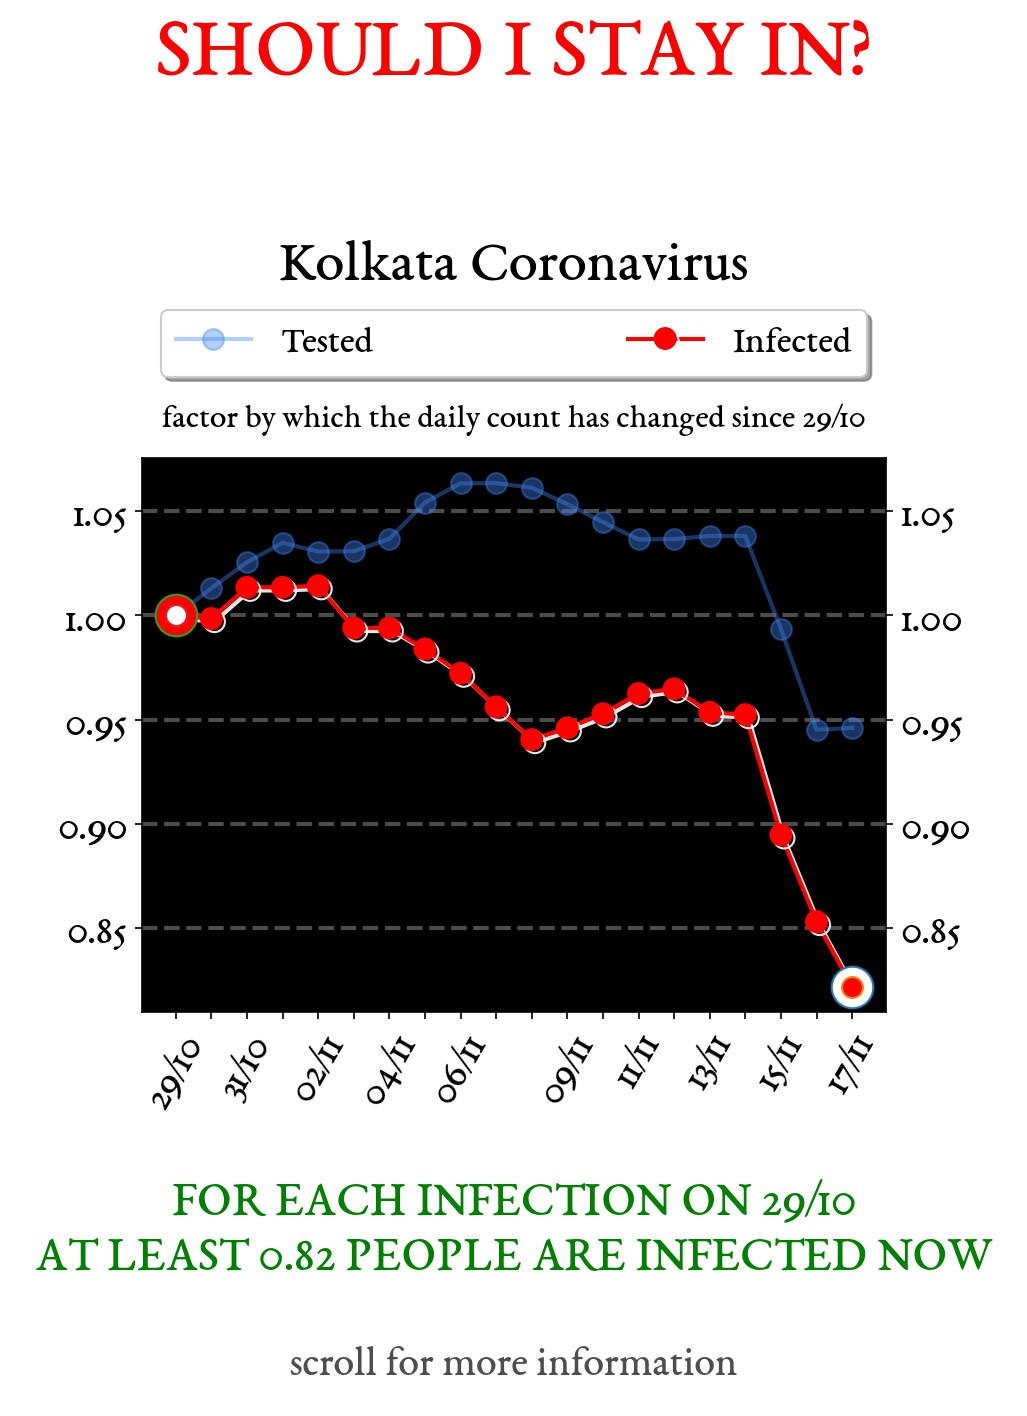 SHOULD I STAY IN?
Kolkata Coronavirus
Tested Infected
factor by which the daily count has changed since 29/10
1.05 1.05
1.00 1.00
0.95 0.95
0.90 0.90
0.85 0.85
29/10 31/10 02/11 04/11 06/11 09/11 11/11 13/11 15/11 17/11
FOR EACH INFECTION ON 29/10
AT LEAST 0.82 PEOPLE ARE INFECTED NOW
scroll for more information